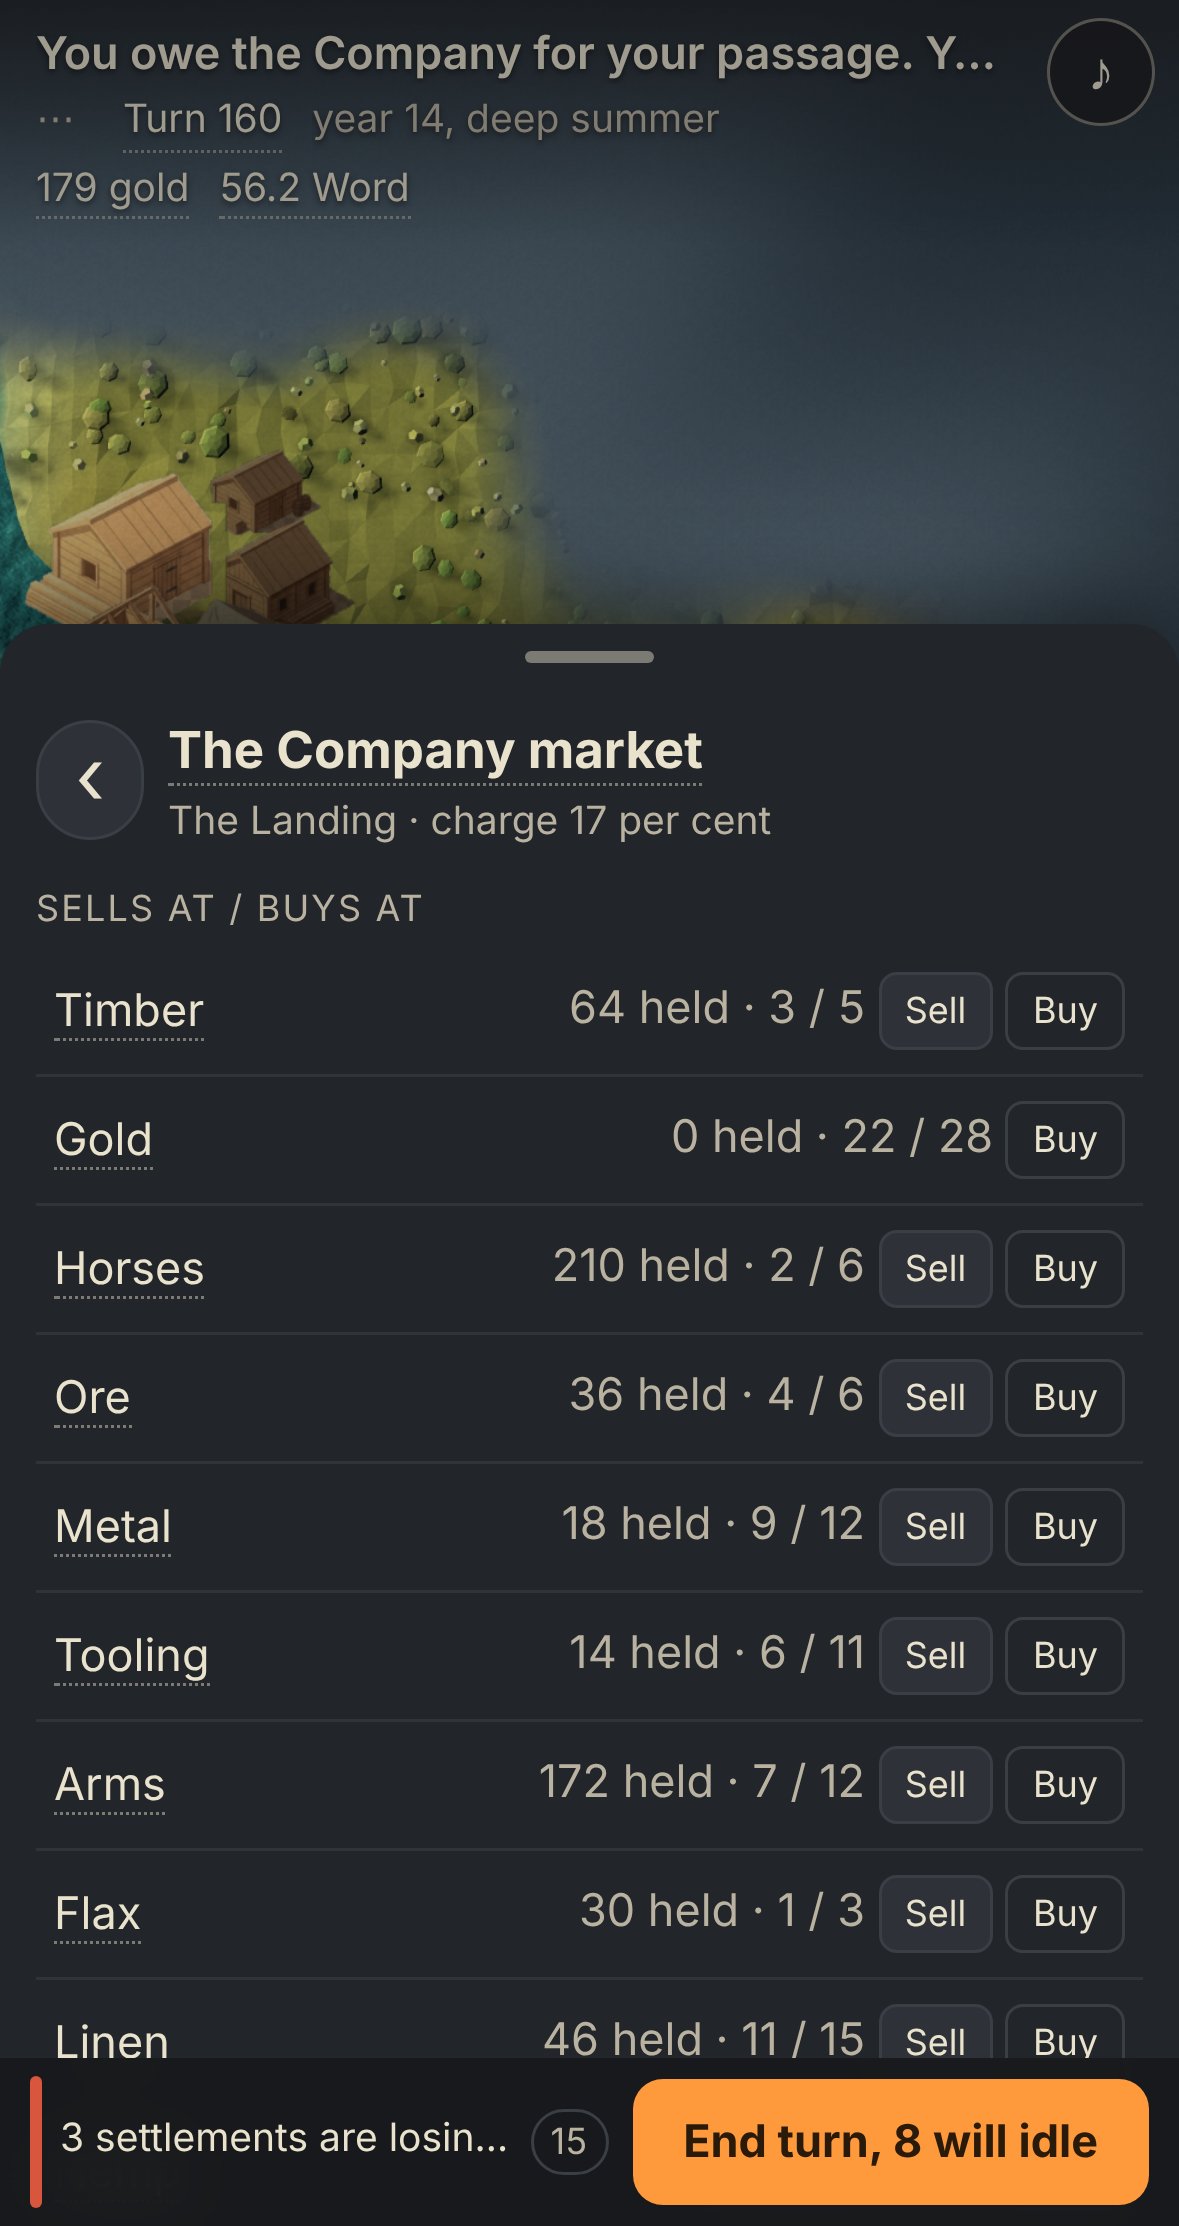 You owe the Company for your passage. Y...
♪
... Turn 160 year 14, deep summer
179 gold 56.2 Word
The Company market
The Landing · charge 17 per cent
SELLS AT / BUYS AT
Timber 64 held · 3 / 5 Sell Buy
Gold 0 held · 22 / 28 Buy
Horses 210 held · 2 / 6 Sell Buy
Ore 36 held · 4 / 6 Sell Buy
Metal 18 held · 9 / 12 Sell Buy
Tooling 14 held · 6 / 11 Sell Buy
Arms 172 held · 7 / 12 Sell Buy
Flax 30 held · 1 / 3 Sell Buy
Linen 46 held · 11 / 15 Sell Buy
3 settlements are losin... 15 End turn, 8 will idle